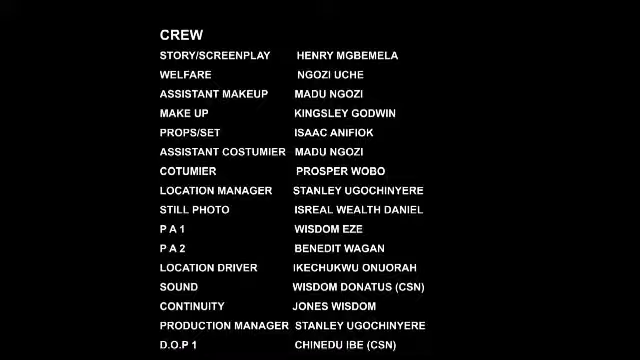 CREW
STORY/SCREENPLAY HENRY MGBEMELA
WELFARE NGOZI UCHE
ASSISTANT MAKEUP MADU NGOZI
MAKE UP KINGSLEY GODWIN
PROPS/SET ISAAC ANIFIOK
ASSISTANT COSTUMIER MADU NGOZI
COTUMIER PROSPER WOBO
LOCATION MANAGER STANLEY UGOCHINYERE
STILL PHOTO ISREAL WEALTH DANIEL
P A 1 WISDOM EZE
P A 2 BENEDIT WAGAN
LOCATION DRIVER IKECHUKWU ONUORAH
SOUND WISDOM DONATUS (CSN)
CONTINUITY JONES WISDOM
PRODUCTION MANAGER STANLEY UGOCHINYERE
D.O.P 1 CHINEDU IBE (CSN)